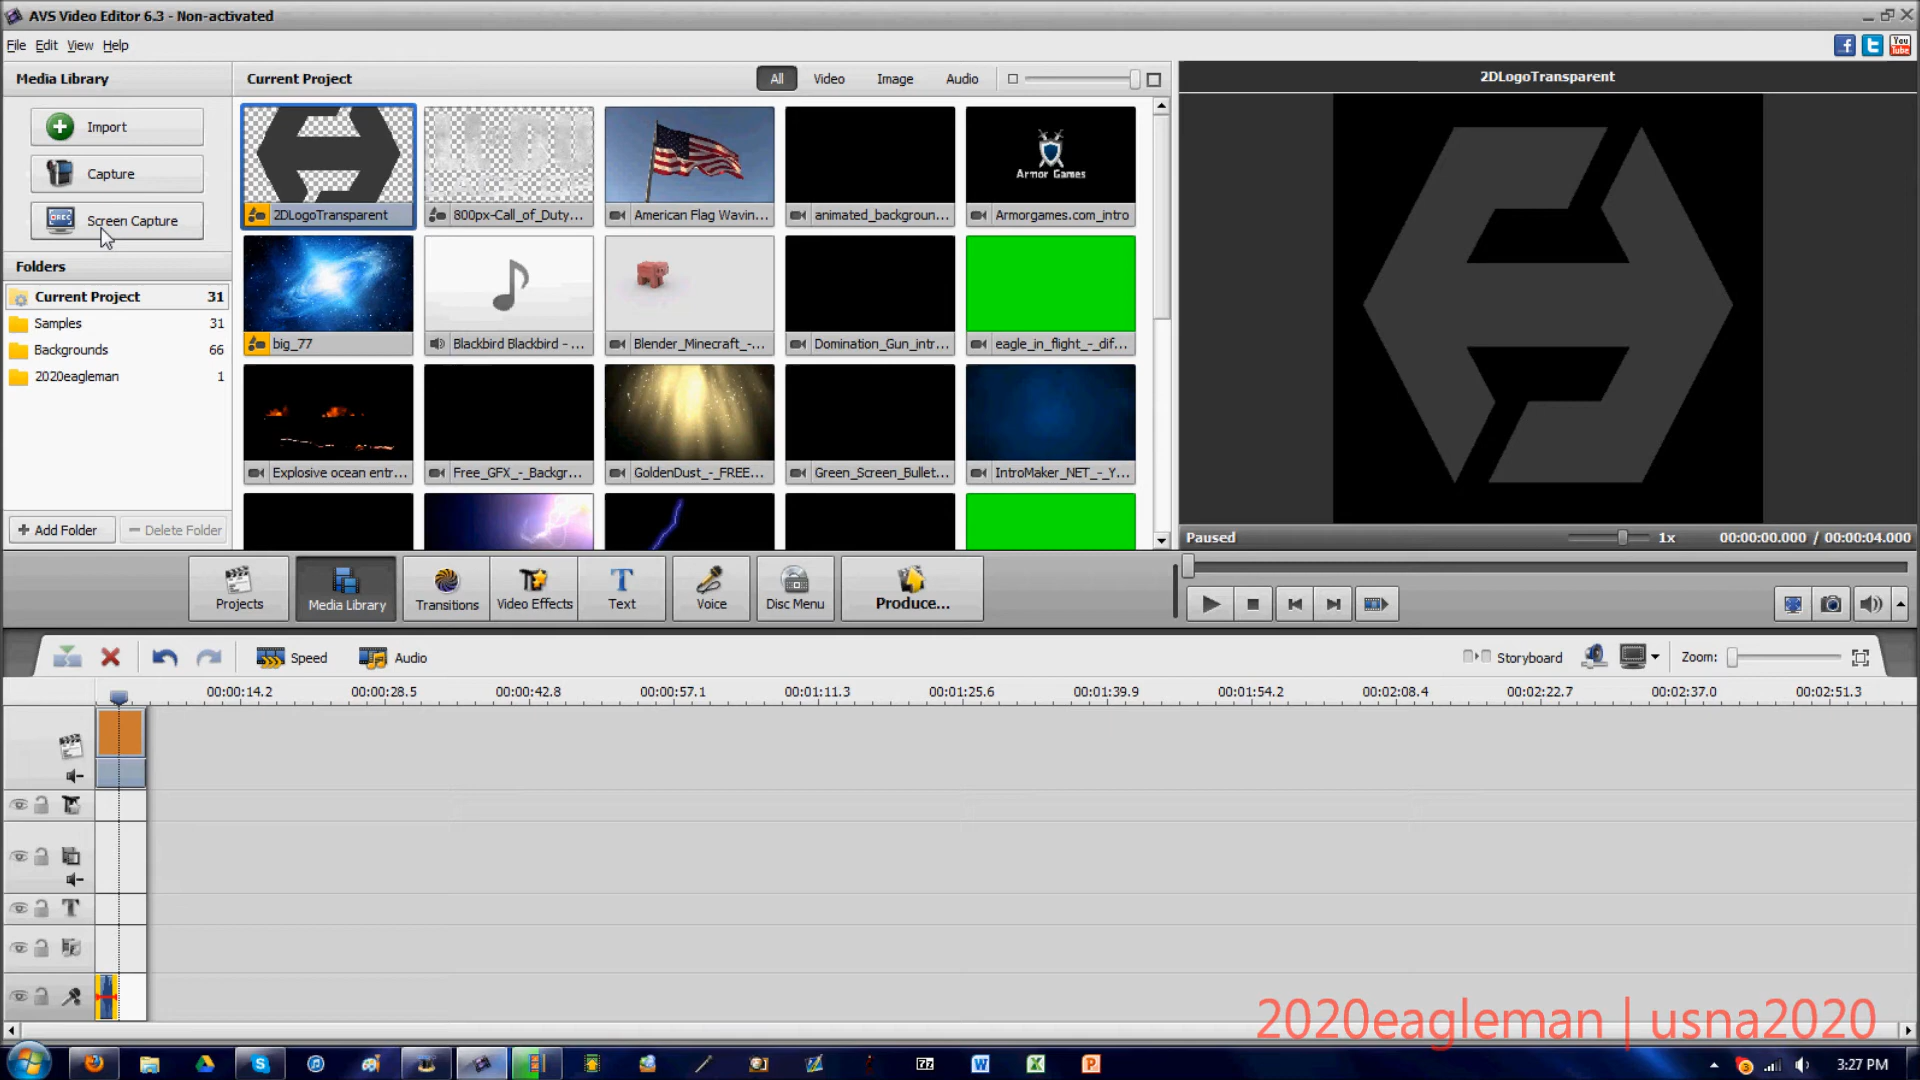 AVS Video Editor 6.3 - Non-activated
File Edit View Help
Media Library
Current Project
All Video Image Audio
2DLogoTransparent
Import
Capture
Screen Capture
Armor Games
2DLogoTransparent
800px-Call_of_Duty...
American Flag Wavin...
animated_backgroun...
Armorgames.com_intro
Folders
Current Project 31
Samples 31
Backgrounds 66
2020eagleman 1
big_77
Blackbird Blackbird - ...
Blender_Minecraft_-...
Domination_Gun_intr...
eagle_in_flight_-_dif...
Explosive ocean entr...
Free_GFX_-_Backgr...
GoldenDust_-_FREE...
Green_Screen_Bullet...
IntroMaker_NET_-_Y...
Add Folder
Delete Folder
Paused
1x
00:00:00.000 / 00:00:04.000
Projects
Media Library
Transitions
Video Effects
Text
Voice
Disc Menu
Produce...
Speed
Audio
Storyboard
Zoom:
00:00:14.2 00:00:28.5 00:00:42.8 00:00:57.1 00:01:11.3 00:01:25.6 00:01:39.9 00:01:54.2 00:02:08.4 00:02:22.7 00:02:37.0 00:02:51.3
2020eagleman | usna2020
3:27 PM